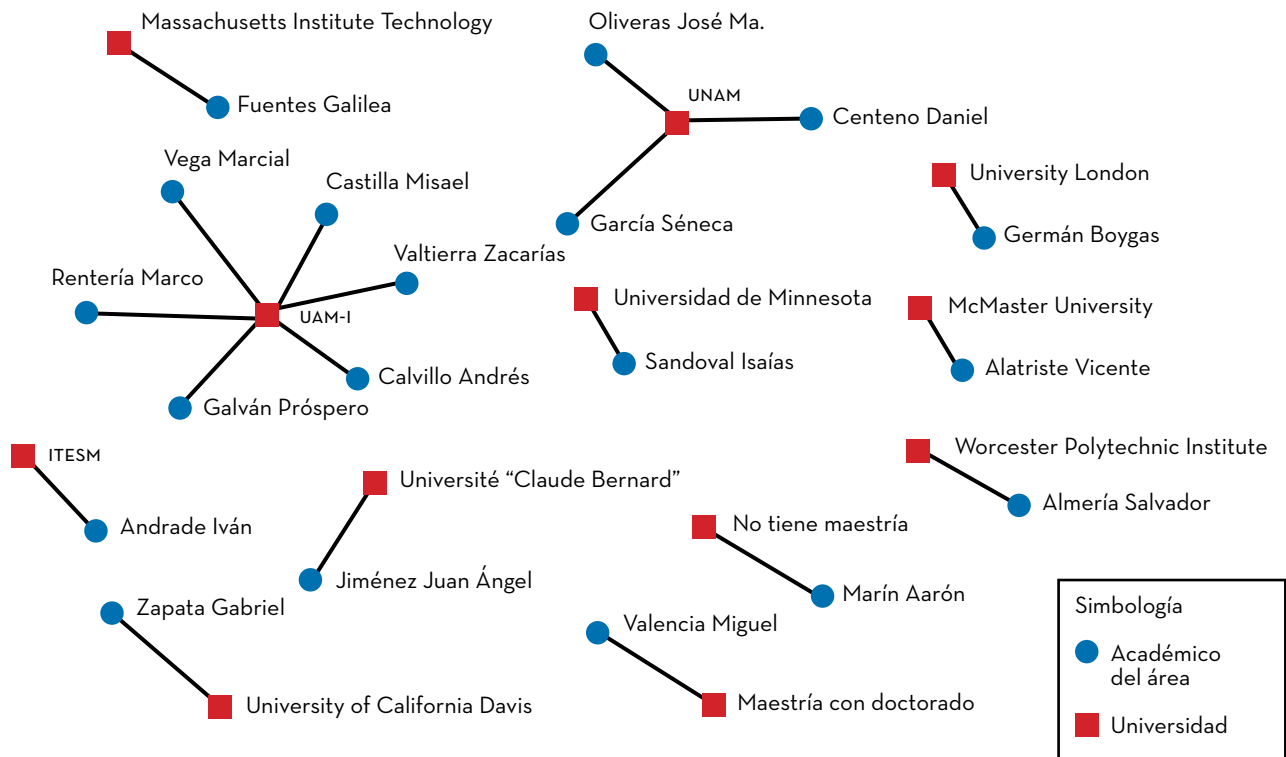 Massachusetts Institute Technology
Oliveras José Ma.
Fuentes Galilea
UNAM
Centeno Daniel
Vega Marcial
Castilla Misael
University London
García Séneca
Germán Boygas
Valtierra Zacarías
Rentería Marco
UAM-I
Universidad de Minnesota
McMaster University
Sandoval Isaías
Alatriste Vicente
Calvillo Andrés
Galván Próspero
ITESM
Worcester Polytechnic Institute
Université “Claude Bernard”
Almería Salvador
Andrade Iván
No tiene maestría
Jiménez Juan Ángel
Marín Aarón
Zapata Gabriel
Valencia Miguel
University of California Davis
Maestría con doctorado
Simbología
Académico
del área
Universidad